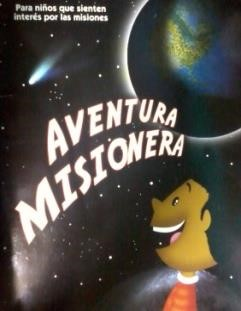 Para niños que sienten
interés por las misiones
AVENTURA
MISIONERA